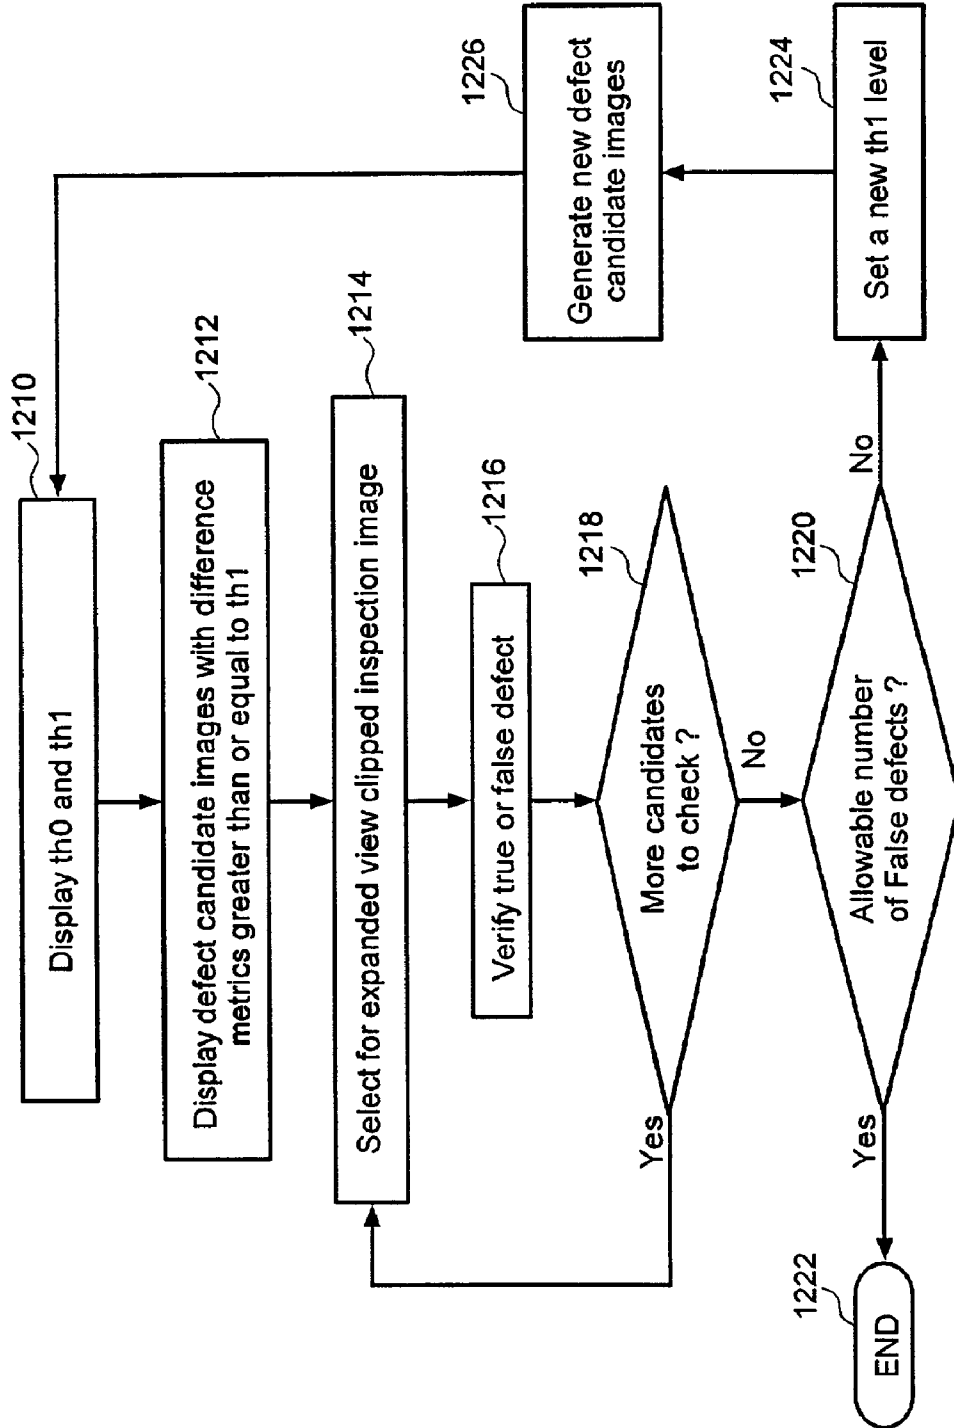 1210
Display th0 and th1
1212
Display defect candidate images with difference
metrics greater than or equal to th1
1214
Select for expanded view clipped inspection image
1216
Verify true or false defect
1218
More candidates
to check ?
Yes
No
1220
Allowable number
of False defects ?
Yes
No
1222
END
1224
Set a new th1 level
1226
Generate new defect
candidate images